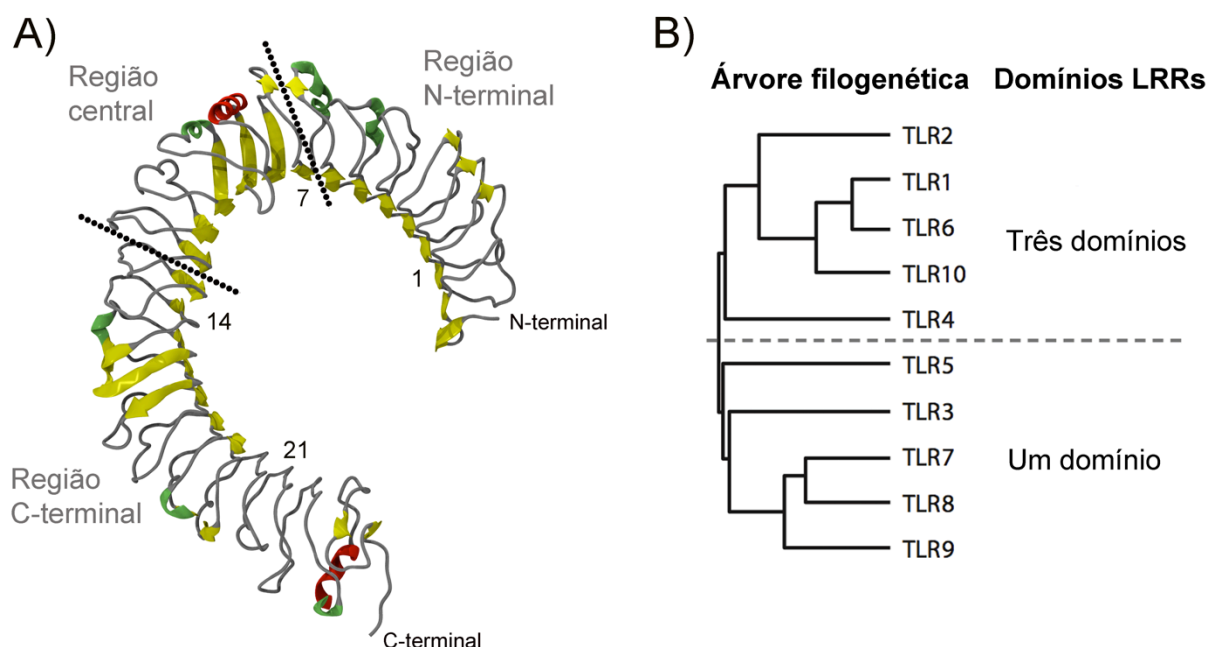 A)
Região
central
Região
N-terminal
7
1
N-terminal
14
21
Região
C-terminal
C-terminal
B)
Árvore filogenética
Domínios LRRs
TLR2
TLR1
TLR6
TLR10
TLR4
Três domínios
TLR5
TLR3
TLR7
TLR8
TLR9
Um domínio